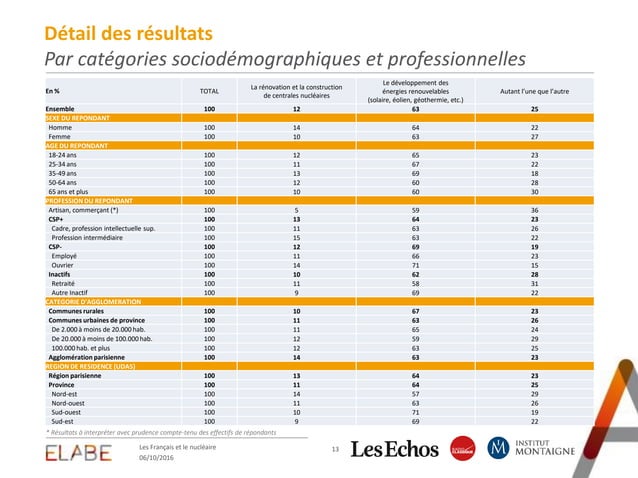 Détail des résultats
Par catégories sociodémographiques et professionnelles
En % TOTAL La rénovation et la construction de centrales nucléaires Le développement des énergies renouvelables (solaire, éolien, géothermie, etc.) Autant l'une que l'autre
Ensemble 100 12 63 25
SEXE DU REPONDANT
Homme 100 14 64 22
Femme 100 10 63 27
AGE DU REPONDANT
18-24 ans 100 12 65 23
25-34 ans 100 11 67 22
35-49 ans 100 13 69 18
50-64 ans 100 12 60 28
65 ans et plus 100 10 60 30
PROFESSION DU REPONDANT
Artisan, commerçant (*) 100 5 59 36
CSP+ 100 13 64 23
Cadre, profession intellectuelle sup. 100 11 63 26
Profession intermédiaire 100 15 63 22
CSP- 100 12 69 19
Employé 100 11 66 23
Ouvrier 100 14 71 15
Inactifs 100 10 62 28
Retraité 100 11 58 31
Autre Inactif 100 9 69 22
CATEGORIE D'AGGLOMERATION
Communes rurales 100 10 67 23
Communes urbaines de province 100 11 63 26
De 2.000 à moins de 20.000 hab. 100 11 65 24
De 20.000 à moins de 100.000 hab. 100 12 59 29
100.000 hab. et plus 100 12 63 25
Agglomération parisienne 100 14 63 23
REGION DE RESIDENCE (UDA5)
Région parisienne 100 13 64 23
Province 100 11 64 25
Nord-est 100 14 57 29
Nord-ouest 100 11 63 26
Sud-ouest 100 10 71 19
Sud-est 100 9 69 22
* Résultats à interpréter avec prudence compte-tenu des effectifs de répondants
ELABE
Les Français et le nucléaire
06/10/2016
13
Les Echos
CLASSIQUE
INSTITUT MONTAIGNE